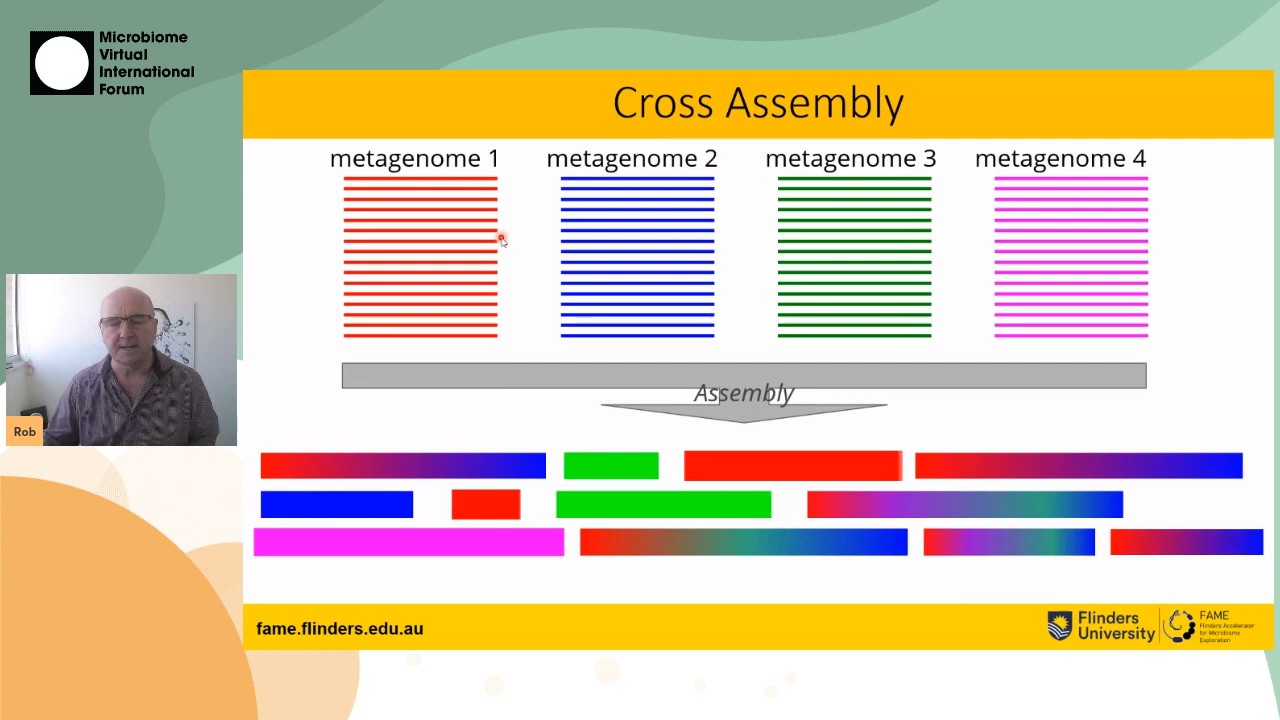 Microbiome
Virtual
International
Forum
Cross Assembly
metagenome 1
metagenome 2
metagenome 3
metagenome 4
Assembly
Rob
fame.flinders.edu.au
Flinders
University
FAME
Flinders Accelerator
for Microbiome
Exploration